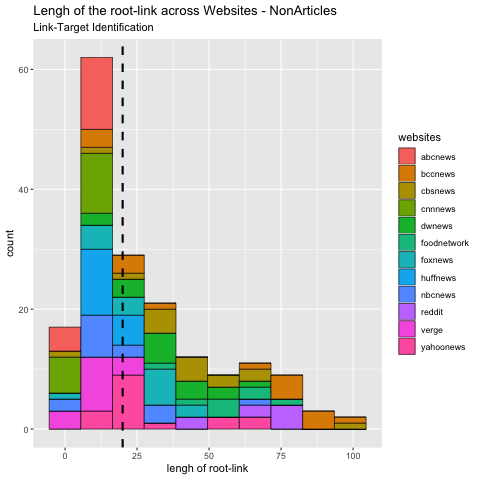 Lengh of the root-link across Websites - NonArticles
Link-Target Identification
60
40
20
0
count
0 25 50 75 100
lengh of root-link
websites
abcnews
bccnews
cbsnews
cnnnews
dwnews
foodnetwork
foxnews
huffnews
nbcnews
reddit
verge
yahoonews